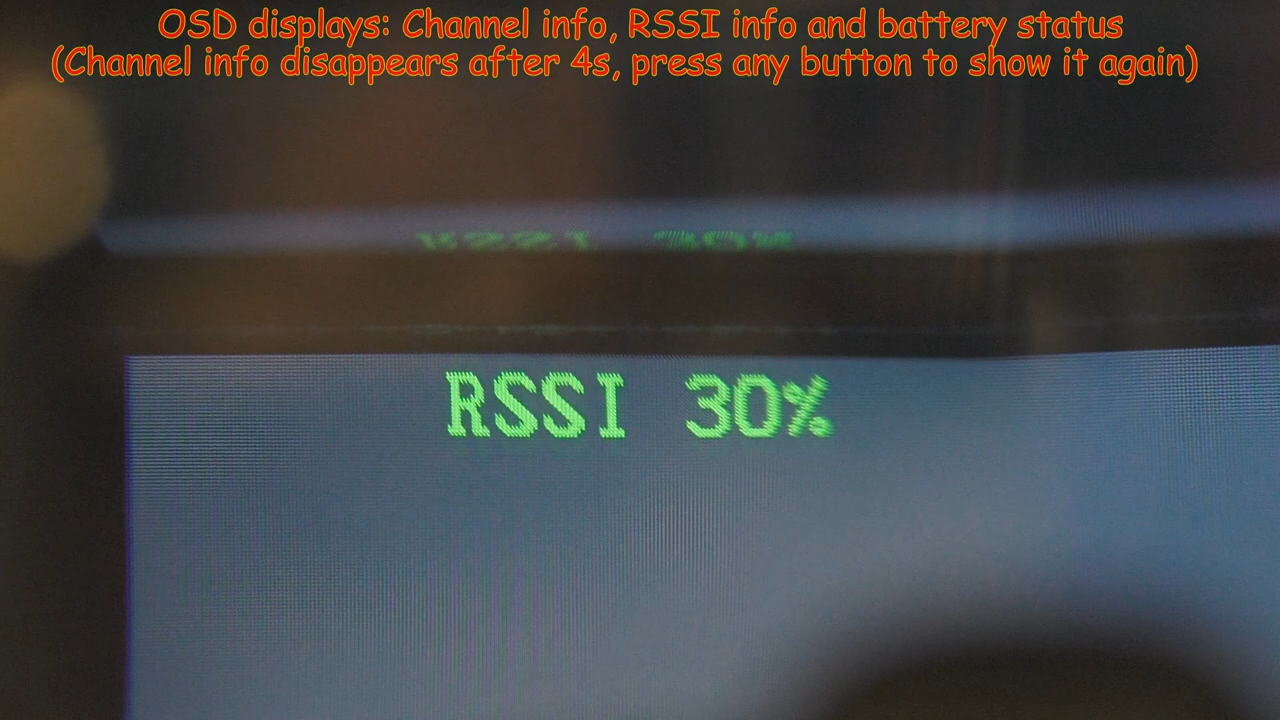 OSD displays: Channel info, RSSI info and battery status
(Channel info disappears after 4s, press any button to show it again)
RSSI 30%